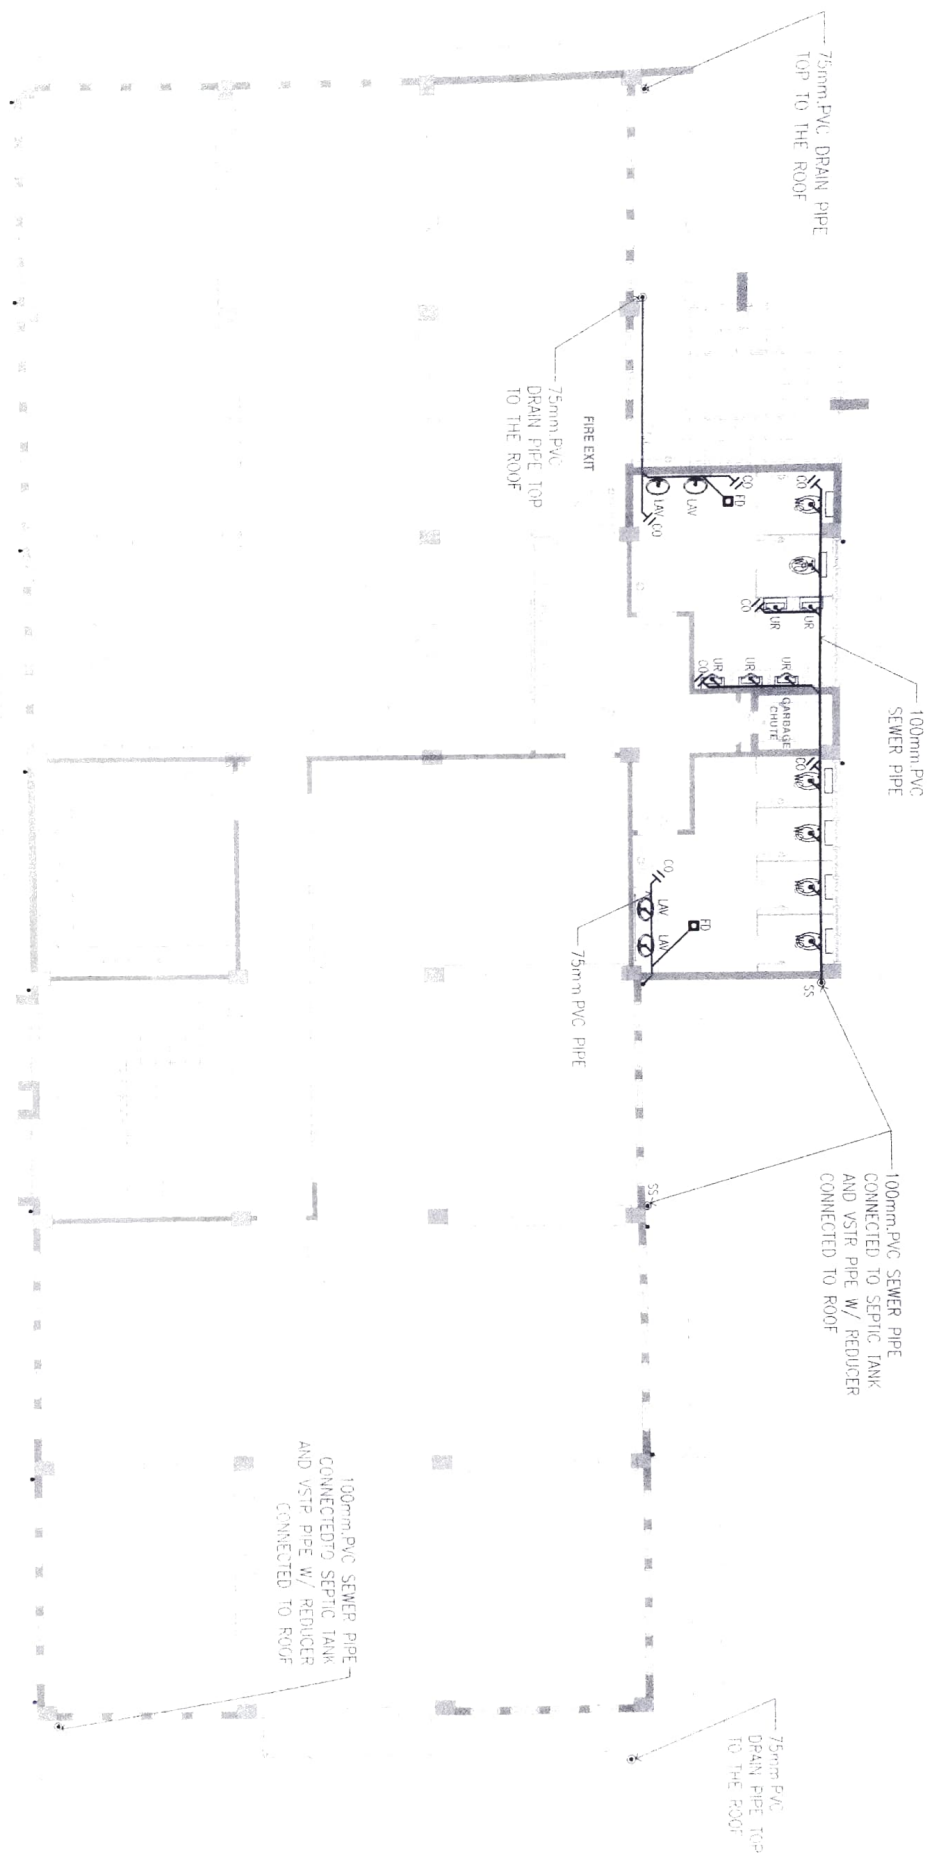 75mm.PVC DRAIN PIPE
TOP TO THE ROOF
75mm.PVC
DRAIN PIPE TOP
TO THE ROOF
FIRE EXIT
CO
WC
WC
CO
FD
LAV
LAV
CO
CO
UR
UR
UR
UR
UR
CO
GARBAGE
CHUTE
100mm.PVC
SEWER PIPE
CO
WC
WC
WC
WC
SS
CO
LAV
LAV
FD
75mm.PVC PIPE
100mm.PVC SEWER PIPE
CONNECTED TO SEPTIC TANK
AND VSTR PIPE W/ REDUCER
CONNECTED TO ROOF
SS
100mm.PVC SEWER PIPE
CONNECTEDTO SEPTIC TANK
AND VSTR PIPE W/ REDUCER
CONNECTED TO ROOF
75mm.PVC
DRAIN PIPE TOP
TO THE ROOF